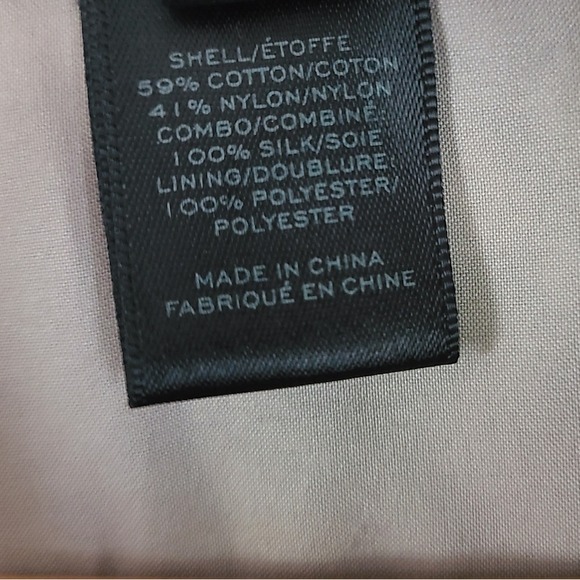 SHELL/ÉTOFFE
59% COTTON/COTON
41% NYLON/NYLON
COMBO/COMBINÉ:
100% SILK/SOIE
LINING/DOUBLURE:
100% POLYESTER/
POLYESTER
MADE IN CHINA
FABRIQUÉ EN CHINE